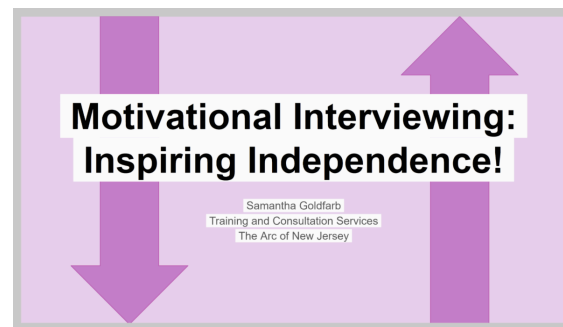 Motivational Interviewing:
Inspiring Independence!
Samantha Goldfarb
Training and Consultation Services
The Arc of New Jersey